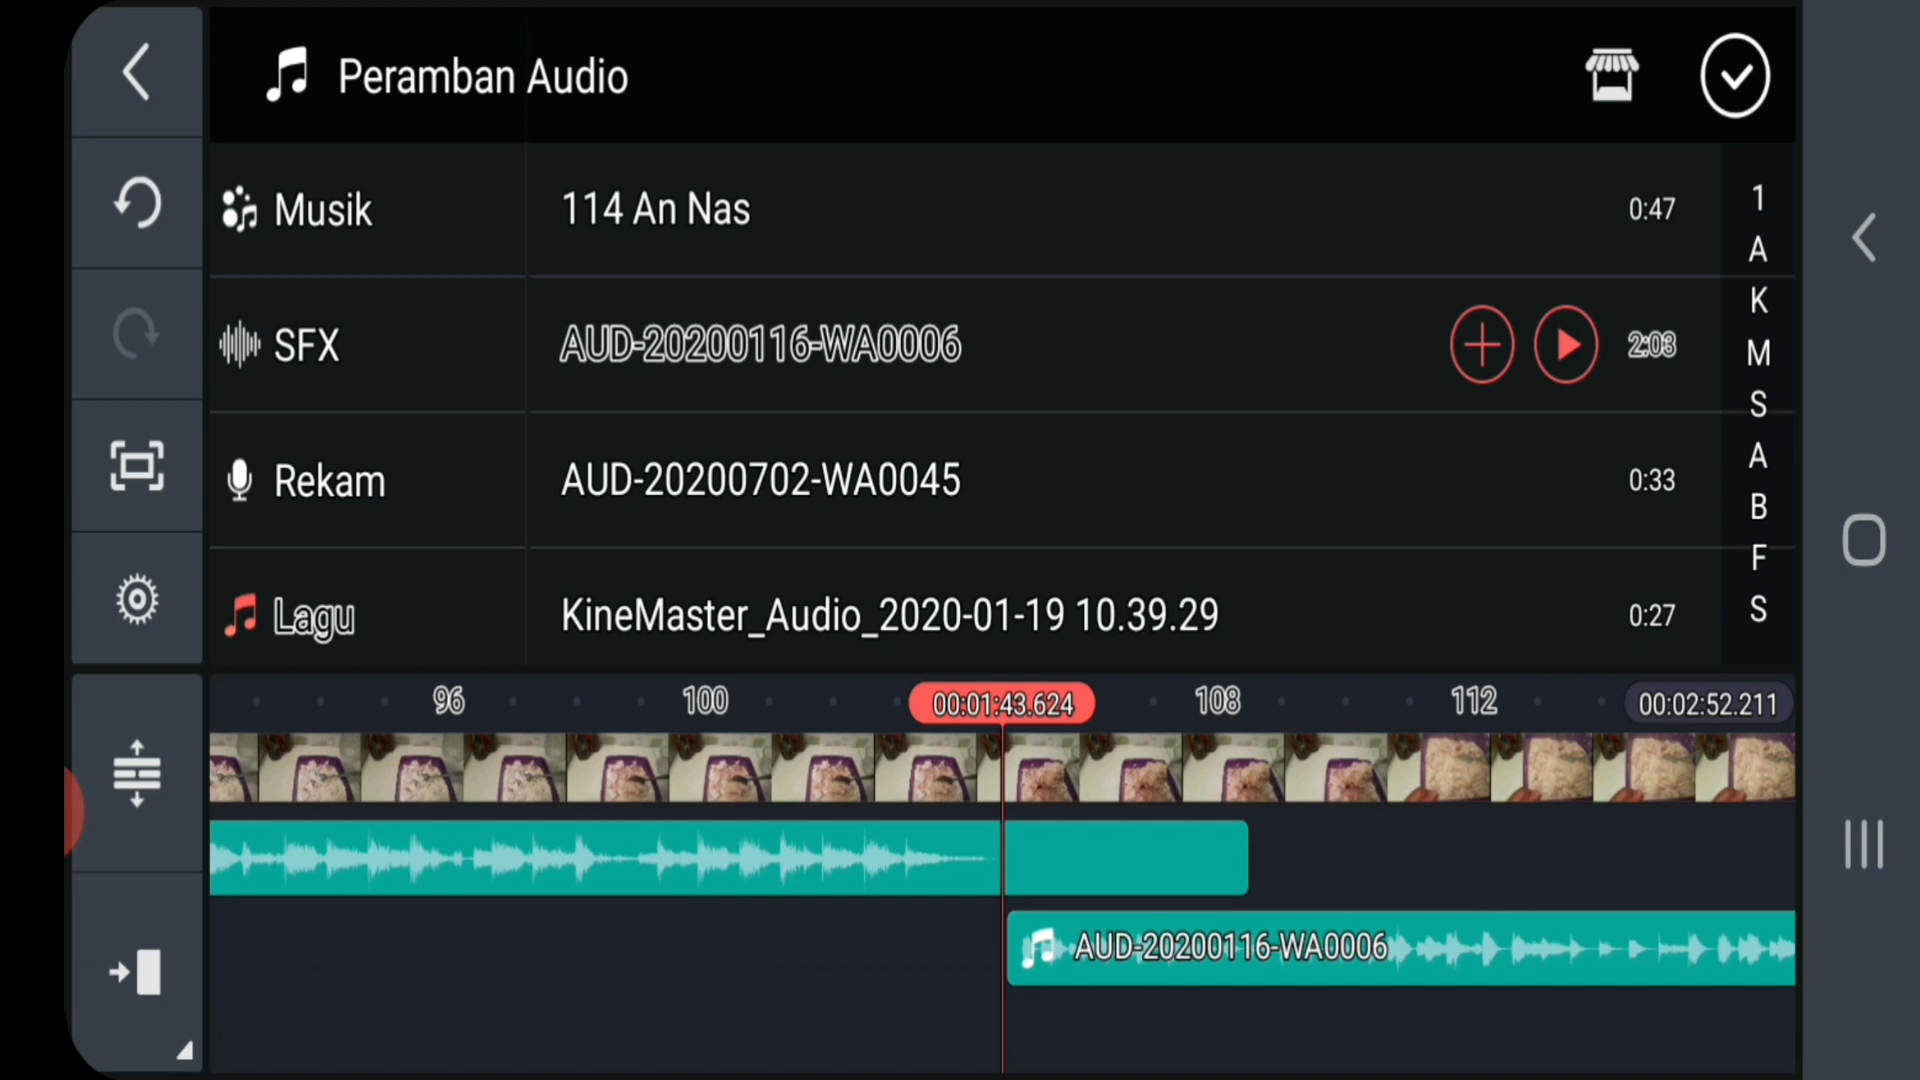 Peramban Audio
Musik
114 An Nas
0:47
SFX
AUD-20200116-WA0006
2:03
Rekam
AUD-20200702-WA0045
0:33
Lagu
KineMaster_Audio_2020-01-19 10.39.29
0:27
1
A
K
M
S
A
B
F
S
96
100
00:01:43.624
108
112
00:02:52.211
AUD-20200116-WA0006